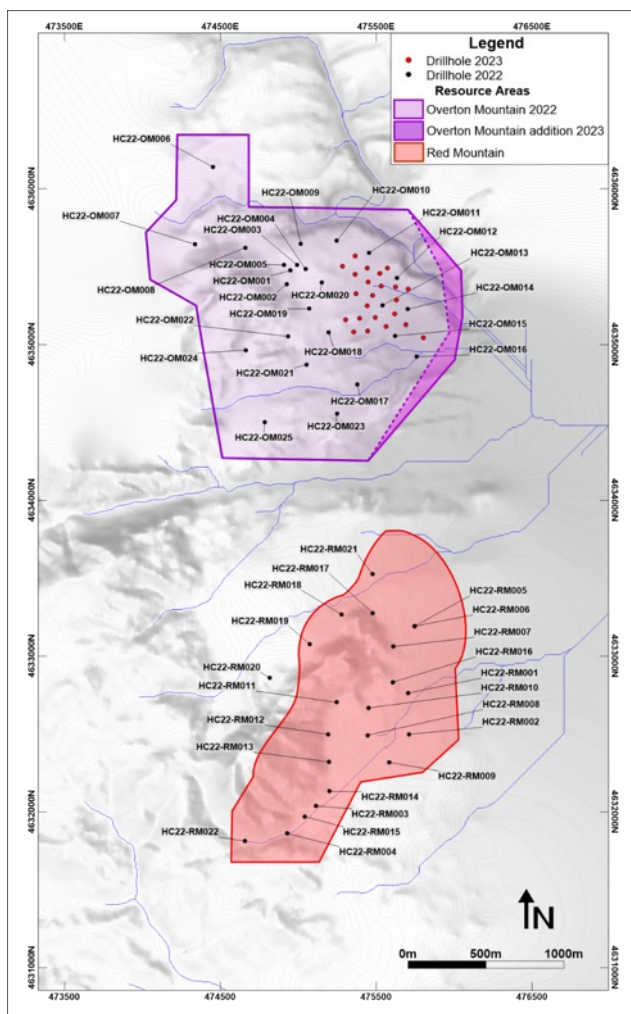 473500E
474500E
475500E
476500E
Legend
Drillhole 2023
Drillhole 2022
Resource Areas
Overton Mountain 2022
Overton Mountain addition 2023
Red Mountain
4636000N
4636000N
HC22-OM006
HC22-OM009
HC22-OM010
HC22-OM007
HC22-OM004
HC22-OM003
HC22-OM011
HC22-OM012
HC22-OM013
HC22-OM005
HC22-OM001
HC22-OM008
HC22-OM002
HC22-OM020
HC22-OM014
HC22-OM019
HC22-OM022
HC22-OM015
4635000N
4635000N
HC22-OM024
HC22-OM018
HC22-OM016
HC22-OM021
HC22-OM017
HC22-OM023
HC22-OM025
4634000N
4634000N
HC22-RM021
HC22-RM017
HC22-RM018
HC22-RM005
HC22-RM006
HC22-RM019
HC22-RM007
4633000N
4633000N
HC22-RM016
HC22-RM020
HC22-RM001
HC22-RM011
HC22-RM010
HC22-RM008
HC22-RM012
HC22-RM002
HC22-RM013
HC22-RM009
HC22-RM014
4632000N
4632000N
HC22-RM003
HC22-RM022
HC22-RM015
HC22-RM004
N
0m
500m
1000m
4631000N
4631000N
473500E
474500E
475500E
476500E